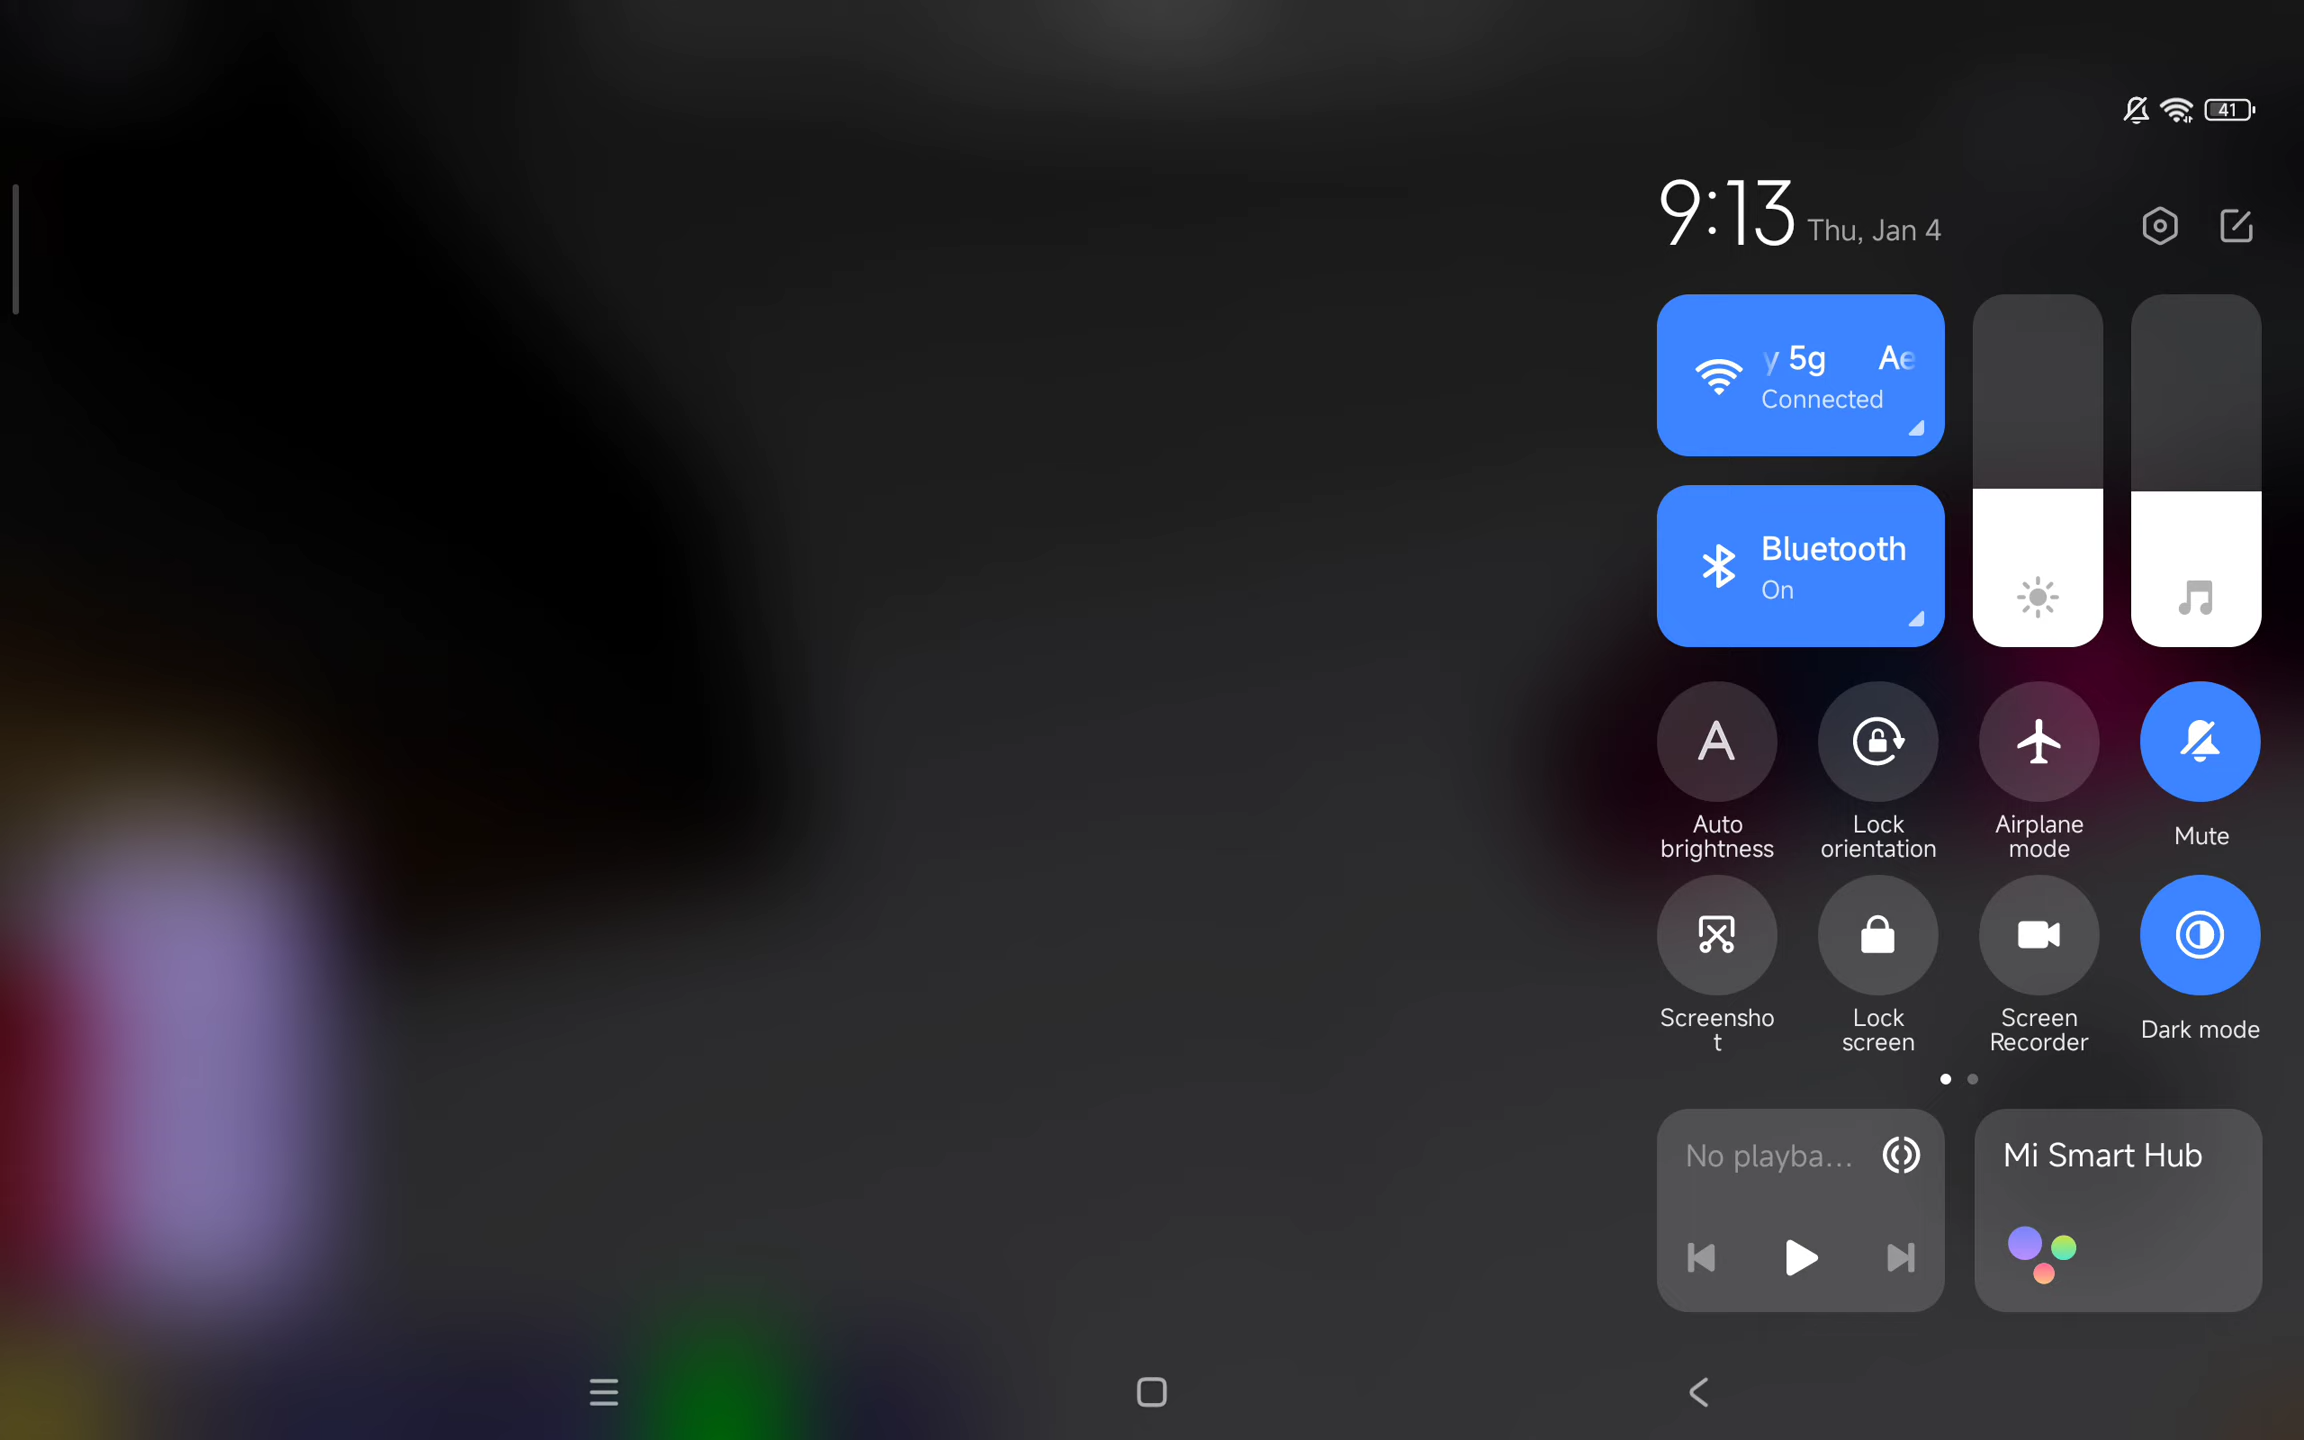 41
9:13 Thu, Jan 4
y 5g Ae
Connected
Bluetooth
On
A
Auto
brightness
Lock
orientation
Airplane
mode
Mute
Screensho
t
Lock
screen
Screen
Recorder
Dark mode
No playba...
Mi Smart Hub